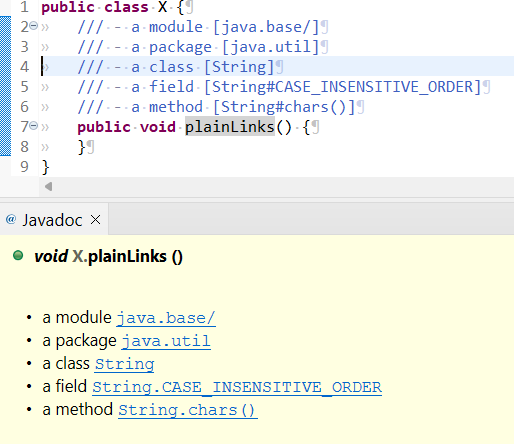 1 public class X {¶
2 » /// - a module [java.base/]¶
3 » /// - a package [java.util]¶
4 » /// - a class [String]¶
5 » /// - a field [String#CASE_INSENSITIVE_ORDER]¶
6 » /// - a method [String#chars()]¶
7 » public void plainLinks() {¶
8 » }¶
9 }
@ Javadoc ×
void X.plainLinks ()
• a module java.base/
• a package java.util
• a class String
• a field String.CASE_INSENSITIVE_ORDER
• a method String.chars()